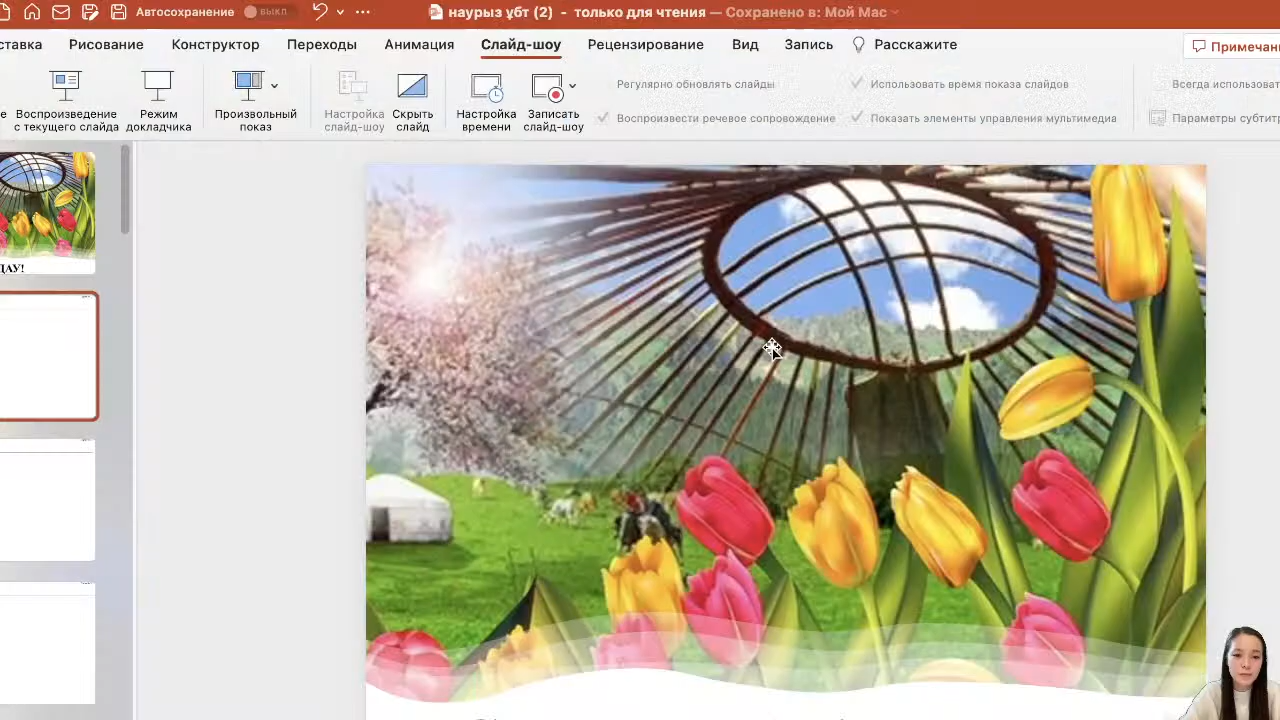 Автосохранение ВЫКЛ. наурыз ұбт (2) - только для чтения — Сохранено в: Мой Mac
ставка Рисование Конструктор Переходы Анимация Слайд-шоу Рецензирование Вид Запись Расскажите Примечан
Воспроизведение с текущего слайда
Режим докладчика
Произвольный показ
Настройка слайд-шоу
Скрыть слайд
Настройка времени
Записать слайд-шоу
Регулярно обновлять слайды
Воспроизвести речевое сопровождение
Использовать время показа слайдов
Показать элементы управления мультимедиа
Всегда использоват
Параметры субтитр
ДАУ!